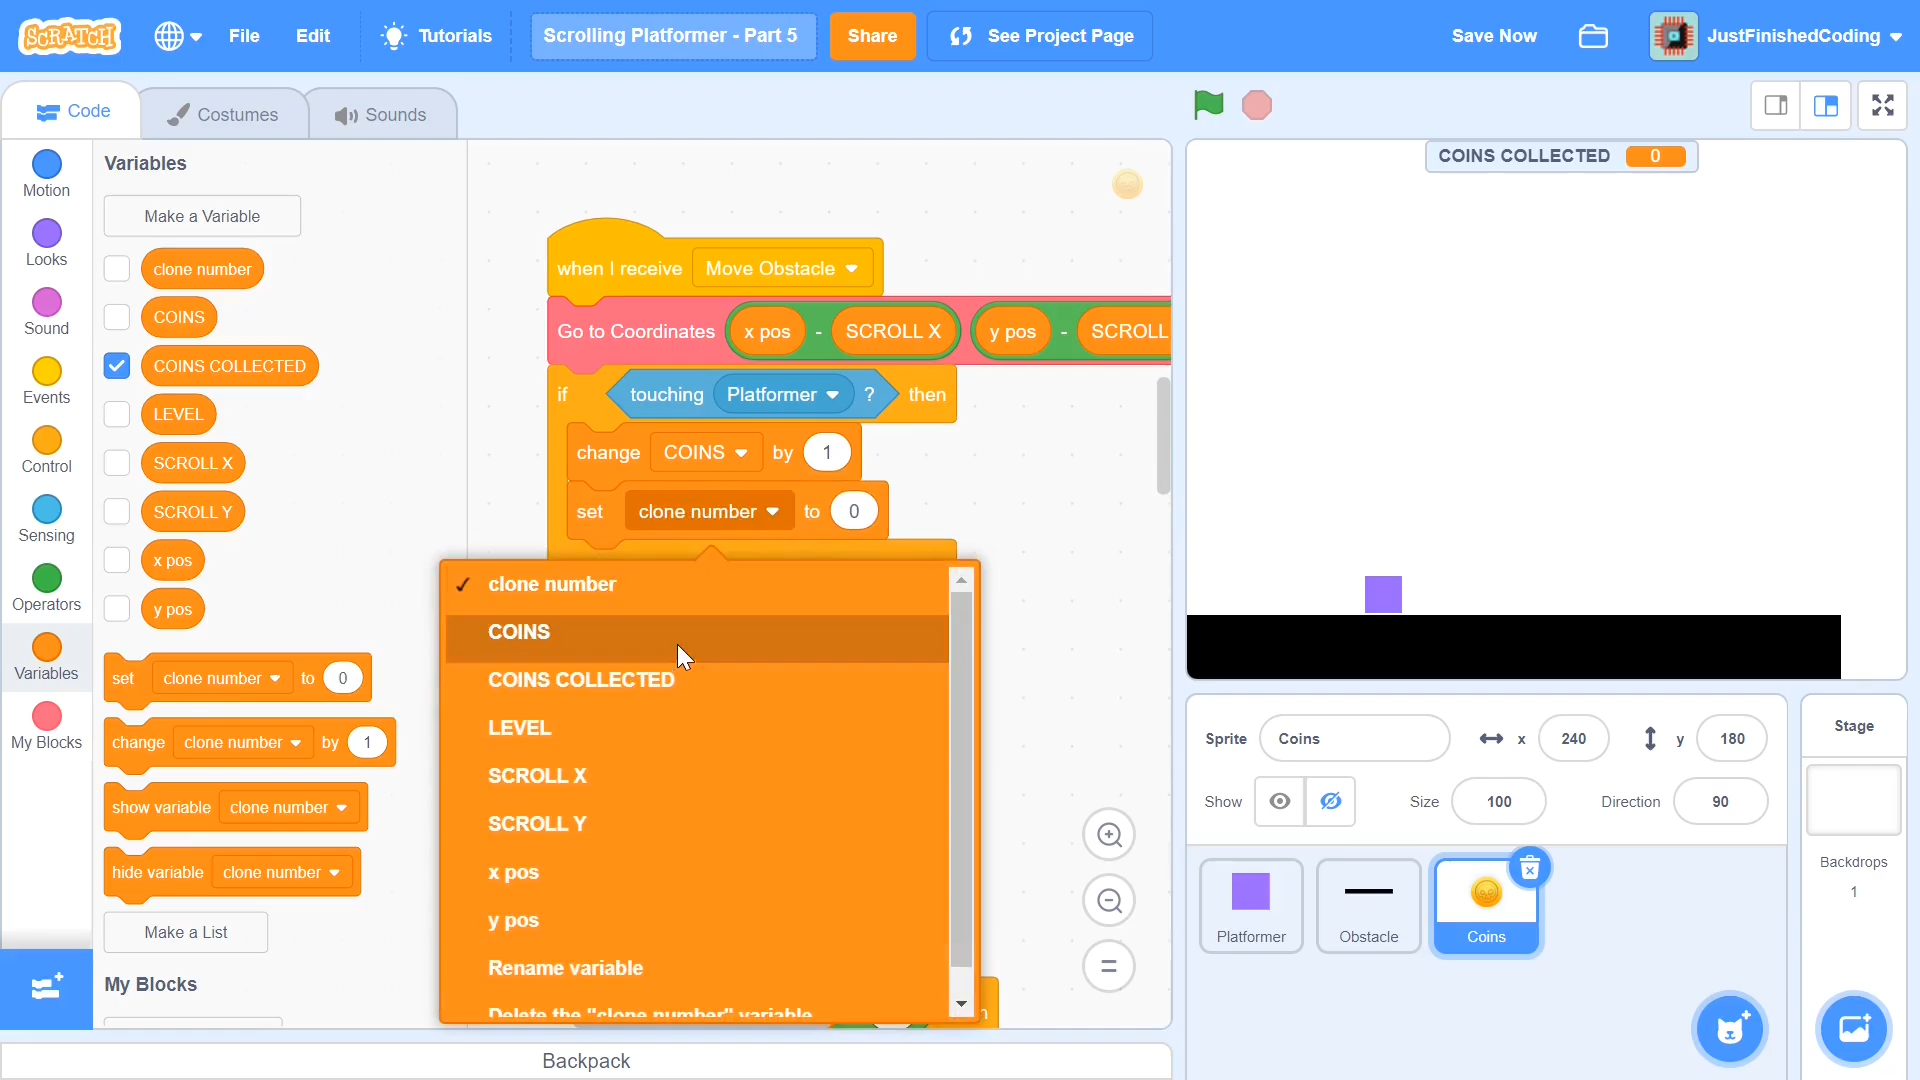 SCRATCH
File
Edit
Tutorials
Scrolling Platformer - Part 5
Share
See Project Page
Save Now
JustFinishedCoding
Code
Costumes
Sounds
Motion
Looks
Sound
Events
Control
Sensing
Operators
Variables
My Blocks
Variables
Make a Variable
clone number
COINS
COINS COLLECTED
LEVEL
SCROLL X
SCROLL Y
x pos
y pos
set clone number to 0
change clone number by 1
show variable clone number
hide variable clone number
Make a List
My Blocks
when I receive Move Obstacle
Go to Coordinates x pos - SCROLL X y pos - SCROLL
if touching Platformer ? then
change COINS by 1
set clone number to 0
✓ clone number
COINS
COINS COLLECTED
LEVEL
SCROLL X
SCROLL Y
x pos
y pos
Rename variable
Delete the "clone number" variable
n
Backpack
COINS COLLECTED 0
Sprite Coins x 240 y 180
Show Size 100 Direction 90
Platformer
Obstacle
Coins
Stage
Backdrops
1